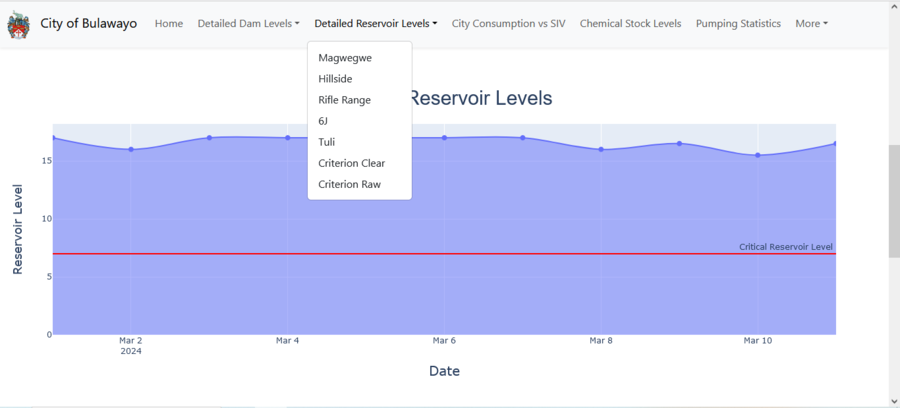 City of Bulawayo
Home
Detailed Dam Levels
Detailed Reservoir Levels
City Consumption vs SIV
Chemical Stock Levels
Pumping Statistics
More
Magwegwe
Hillside
Rifle Range
6J
Tuli
Criterion Clear
Criterion Raw
Reservoir Levels
Reservoir Level
15
10
5
0
Critical Reservoir Level
Mar 2
2024
Mar 4
Mar 6
Mar 8
Mar 10
Date